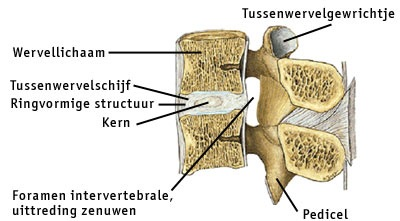 Tussenwervelgewrichtje
Wervellichaam
Tussenwervelschijf
Ringvormige structuur
Kern
Foramen intervertebrale,
uittreding zenuwen
Pedicel